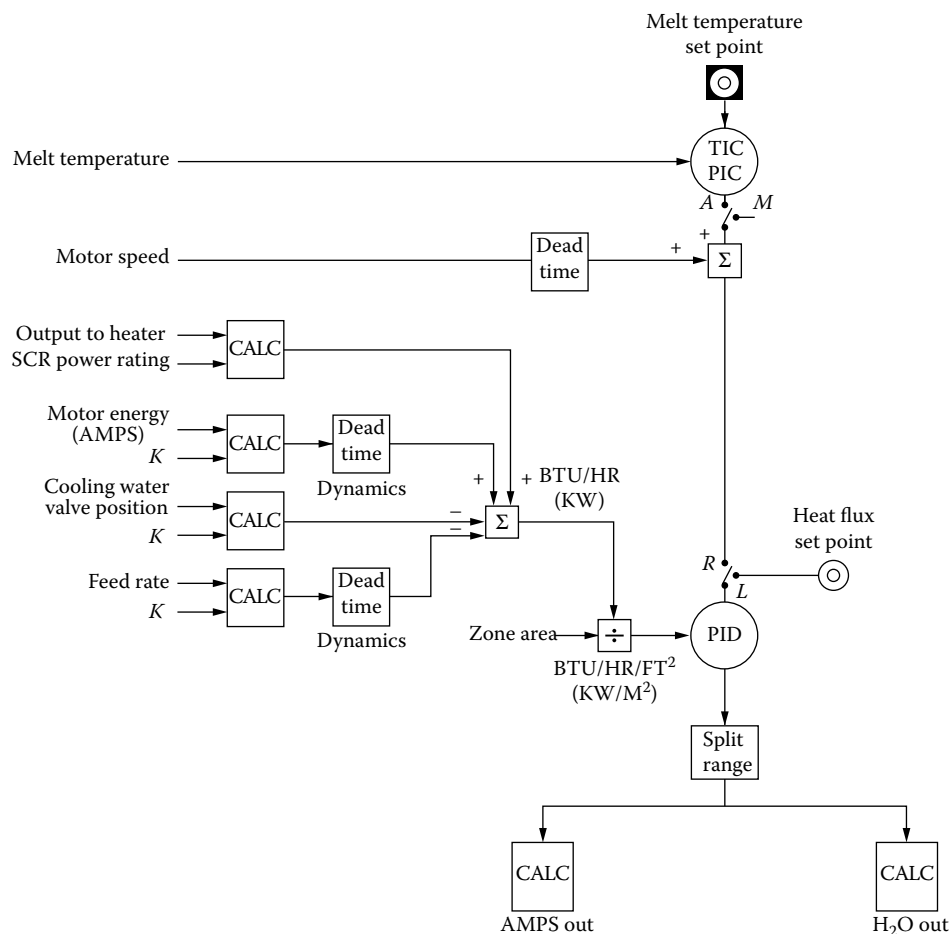 Melt temperature
set point
Melt temperature
TIC
PIC
A
M
+
Motor speed
Dead
time
+
Σ
Output to heater
SCR power rating
CALC
Motor energy
(AMPS)
K
CALC
Dead
time
Dynamics
+
+
BTU/HR
(KW)
Cooling water
valve position
K
CALC
−
−
Σ
Heat flux
set point
R
L
Feed rate
K
CALC
Dead
time
Dynamics
Zone area
÷
PID
BTU/HR/FT²
(KW/M²)
Split
range
CALC
CALC
AMPS out
H₂O out